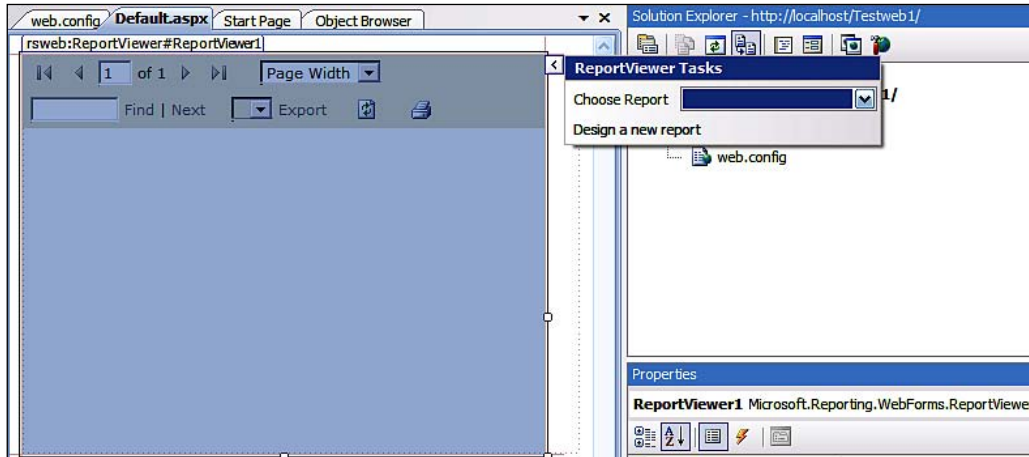 web.config Default.aspx Start Page Object Browser
Solution Explorer - http://localhost/Testweb1/
rsweb:ReportViewer#ReportViewer1
1 of 1 Page Width
Find | Next Export
ReportViewer Tasks
Choose Report
1/
Design a new report
web.config
Properties
ReportViewer1 Microsoft.Reporting.WebForms.ReportViewe